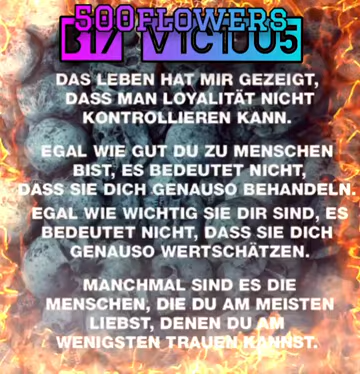 500FLOWERS
B17 V1C1OU5
DAS LEBEN HAT MIR GEZEIGT,
DASS MAN LOYALITÄT NICHT
KONTROLLIEREN KANN.
EGAL WIE GUT DU ZU MENSCHEN
BIST, ES BEDEUTET NICHT,
DASS SIE DICH GENAUSO BEHANDELN.
EGAL WIE WICHTIG SIE DIR SIND, ES
BEDEUTET NICHT, DASS SIE DICH
GENAUSO WERTSCHÄTZEN.
MANCHMAL SIND ES DIE
MENSCHEN, DIE DU AM MEISTEN
LIEBST, DENEN DU AM
WENIGSTEN TRAUEN KANNST.